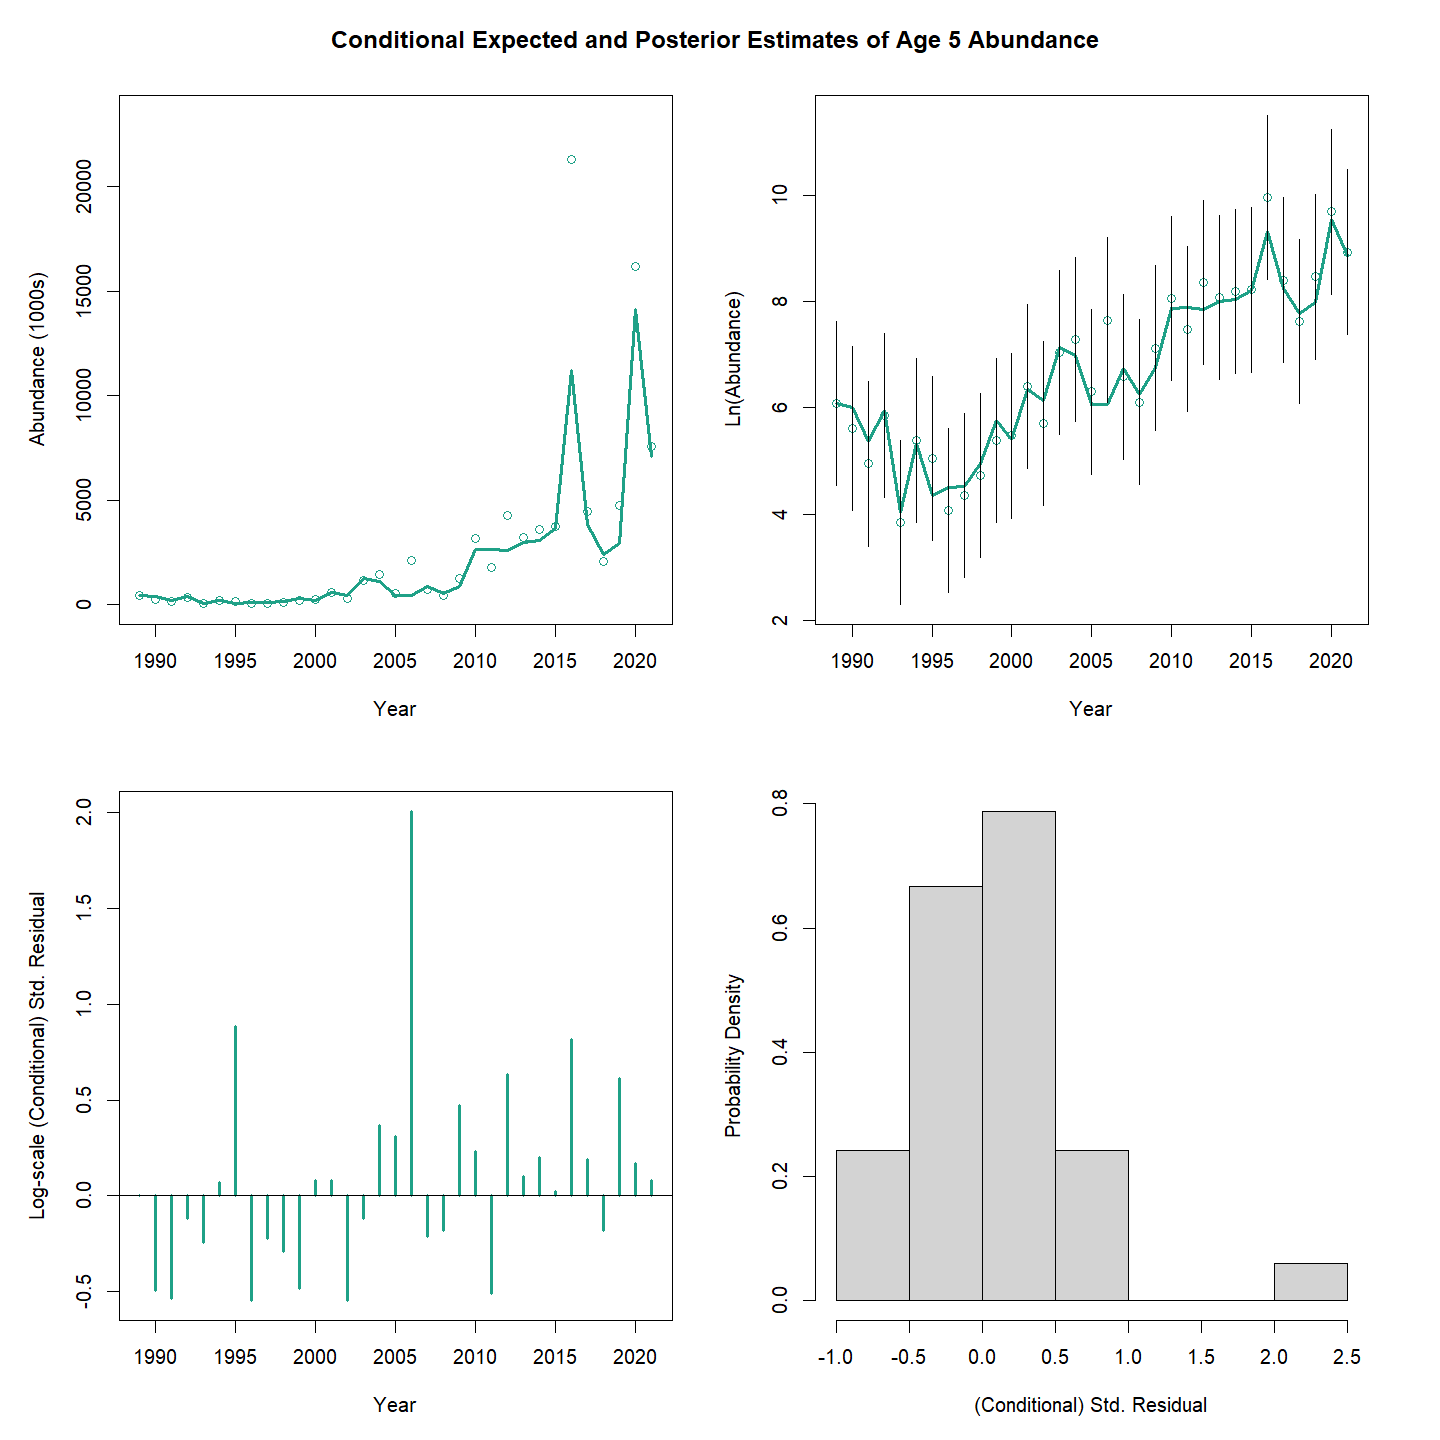 Conditional Expected and Posterior Estimates of Age 5 Abundance
Abundance (1000s)
20000
15000
10000
5000
0
1990 1995 2000 2005 2010 2015 2020
Year
Ln(Abundance)
10
8
6
4
2
1990 1995 2000 2005 2010 2015 2020
Year
Log-scale (Conditional) Std. Residual
2.0
1.5
1.0
0.5
0.0
-0.5
1990 1995 2000 2005 2010 2015 2020
Year
Probability Density
0.8
0.6
0.4
0.2
0.0
-1.0 -0.5 0.0 0.5 1.0 1.5 2.0 2.5
(Conditional) Std. Residual